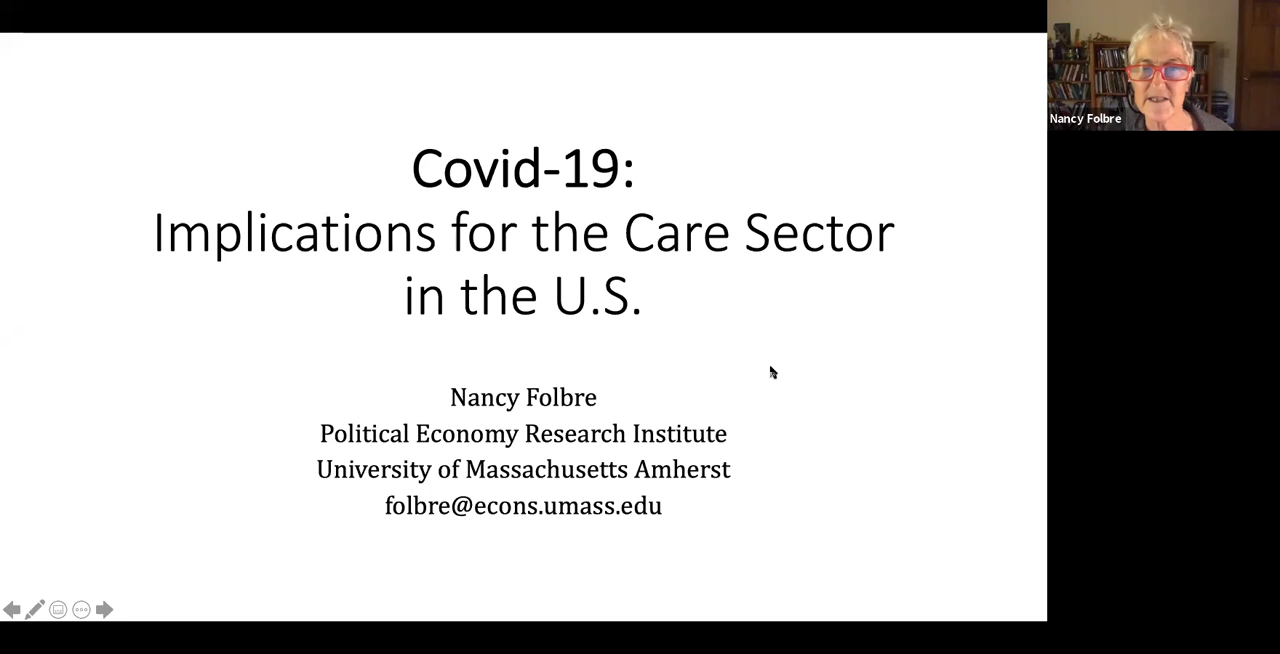 Covid-19:
Implications for the Care Sector
in the U.S.
Nancy Folbre
Political Economy Research Institute
University of Massachusetts Amherst
folbre@econs.umass.edu
Nancy Folbre